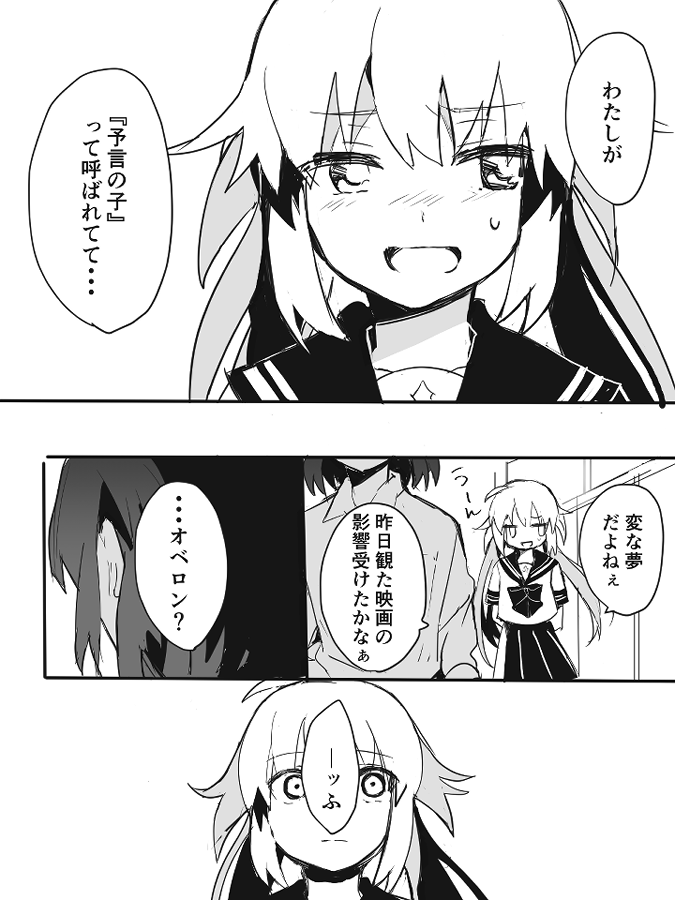 わたしが
『予言の子』
って呼ばれてて・・・
変な夢
だよねぇ
うーん
昨日観た映画の
影響受けたかなぁ
・・・オベロン？
ーッふ